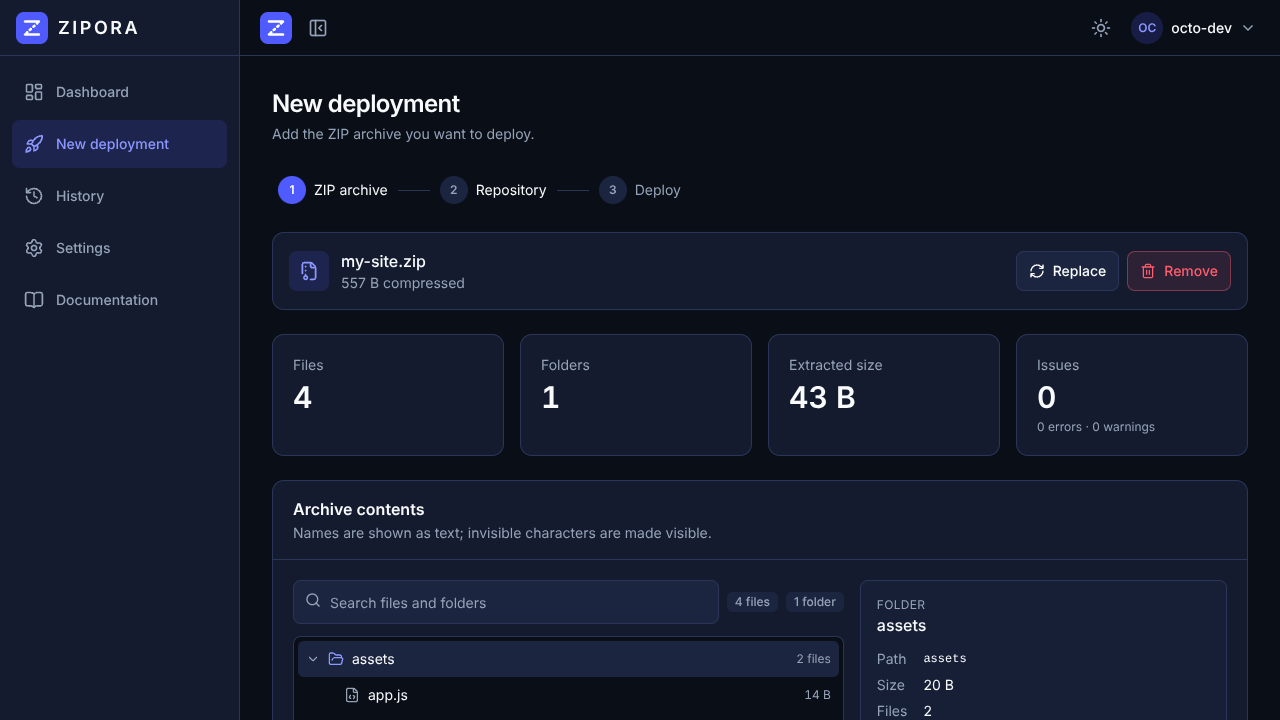 ZIPORA
octo-dev
OC
Dashboard
New deployment
History
Settings
Documentation
New deployment
Add the ZIP archive you want to deploy.
1 ZIP archive
2 Repository
3 Deploy
my-site.zip
557 B compressed
Replace
Remove
Files
4
Folders
1
Extracted size
43 B
Issues
0
0 errors · 0 warnings
Archive contents
Names are shown as text; invisible characters are made visible.
Search files and folders
4 files
1 folder
assets
2 files
app.js
14 B
FOLDER
assets
Path assets
Size 20 B
Files 2